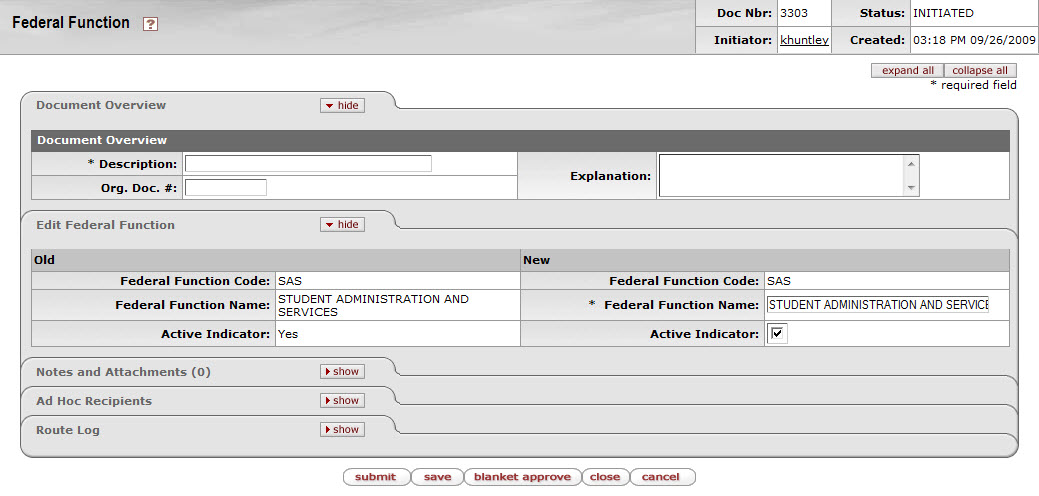 Federal Function ?
Doc Nbr: 3303 Status: INITIATED
Initiator: khuntley Created: 03:18 PM 09/26/2009
expand all collapse all
* required field
Document Overview hide
Document Overview
* Description: Explanation:
Org. Doc. #:
Edit Federal Function hide
Old New
Federal Function Code: SAS Federal Function Code: SAS
Federal Function Name: STUDENT ADMINISTRATION AND SERVICES * Federal Function Name: STUDENT ADMINISTRATION AND SERVICE
Active Indicator: Yes Active Indicator:
Notes and Attachments (0) show
Ad Hoc Recipients show
Route Log show
submit save blanket approve close cancel